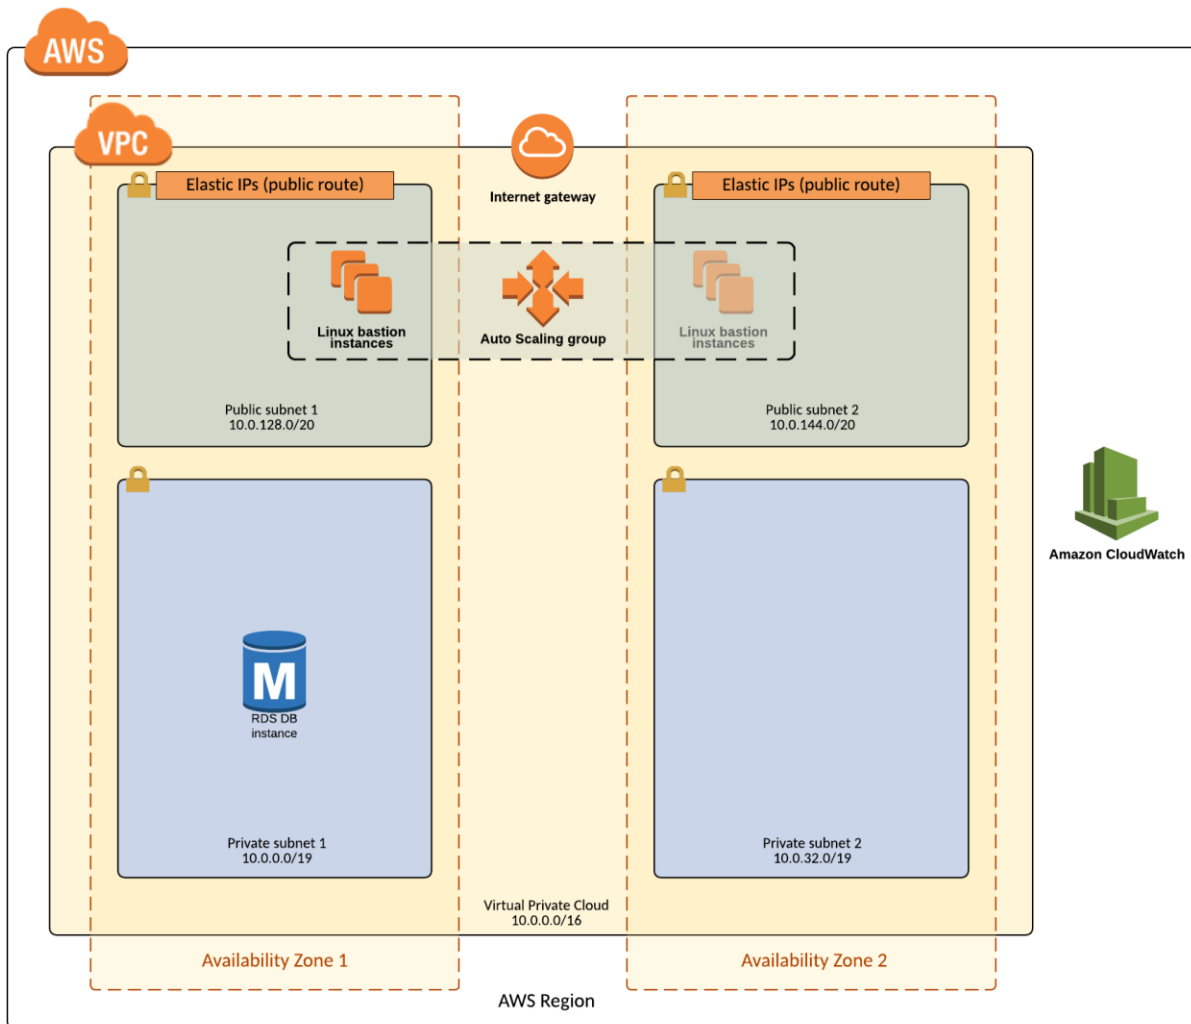 AWS
VPC
Internet gateway
Elastic IPs (public route)
Elastic IPs (public route)
Linux bastion
instances
Auto Scaling group
Linux bastion
instances
Public subnet 1
10.0.128.0/20
Public subnet 2
10.0.144.0/20
Amazon CloudWatch
M
RDS DB
instance
Private subnet 1
10.0.0.0/19
Private subnet 2
10.0.32.0/19
Virtual Private Cloud
10.0.0.0/16
Availability Zone 1
Availability Zone 2
AWS Region